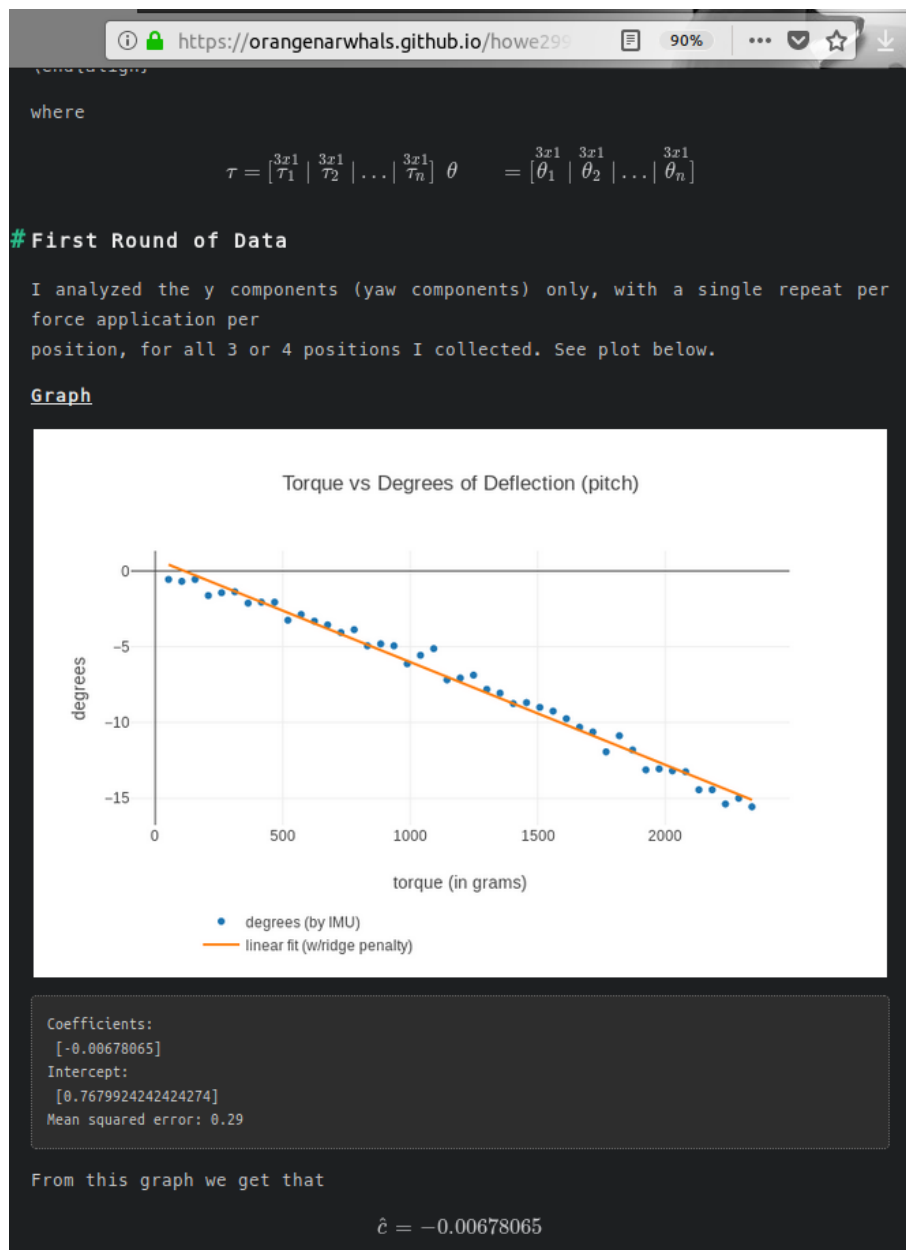 https://orangenarwhals.github.io/howe299
90%
where
τ = [τ₁ | τ₂ | … | τₙ] θ = [θ₁ | θ₂ | … | θₙ]
3x1 3x1 3x1 3x1 3x1 3x1
# First Round of Data
I analyzed the y components (yaw components) only, with a single repeat per
force application per
position, for all 3 or 4 positions I collected. See plot below.
Graph
Torque vs Degrees of Deflection (pitch)
0
−5
−10
−15
degrees
0 500 1000 1500 2000
torque (in grams)
degrees (by IMU)
linear fit (w/ridge penalty)
Coefficients:
[-0.00678065]
Intercept:
[0.7679924242424274]
Mean squared error: 0.29
From this graph we get that
ĉ = −0.00678065